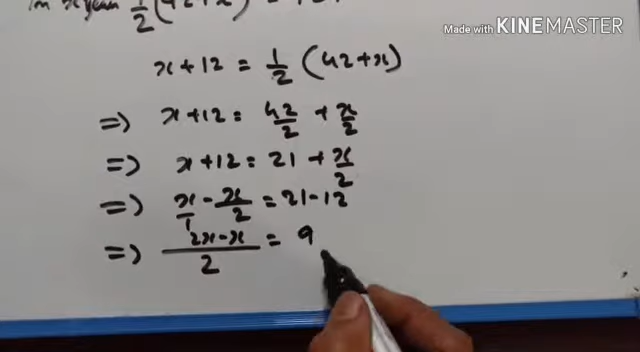 Made with KINEMASTER
x+12 = 1/2 (42+x)
=> x+12 = 42/2 + x/2
=> x+12 = 21 + x/2
=> x/1 - x/2 = 21-12
=> 2x-x/2 = 9